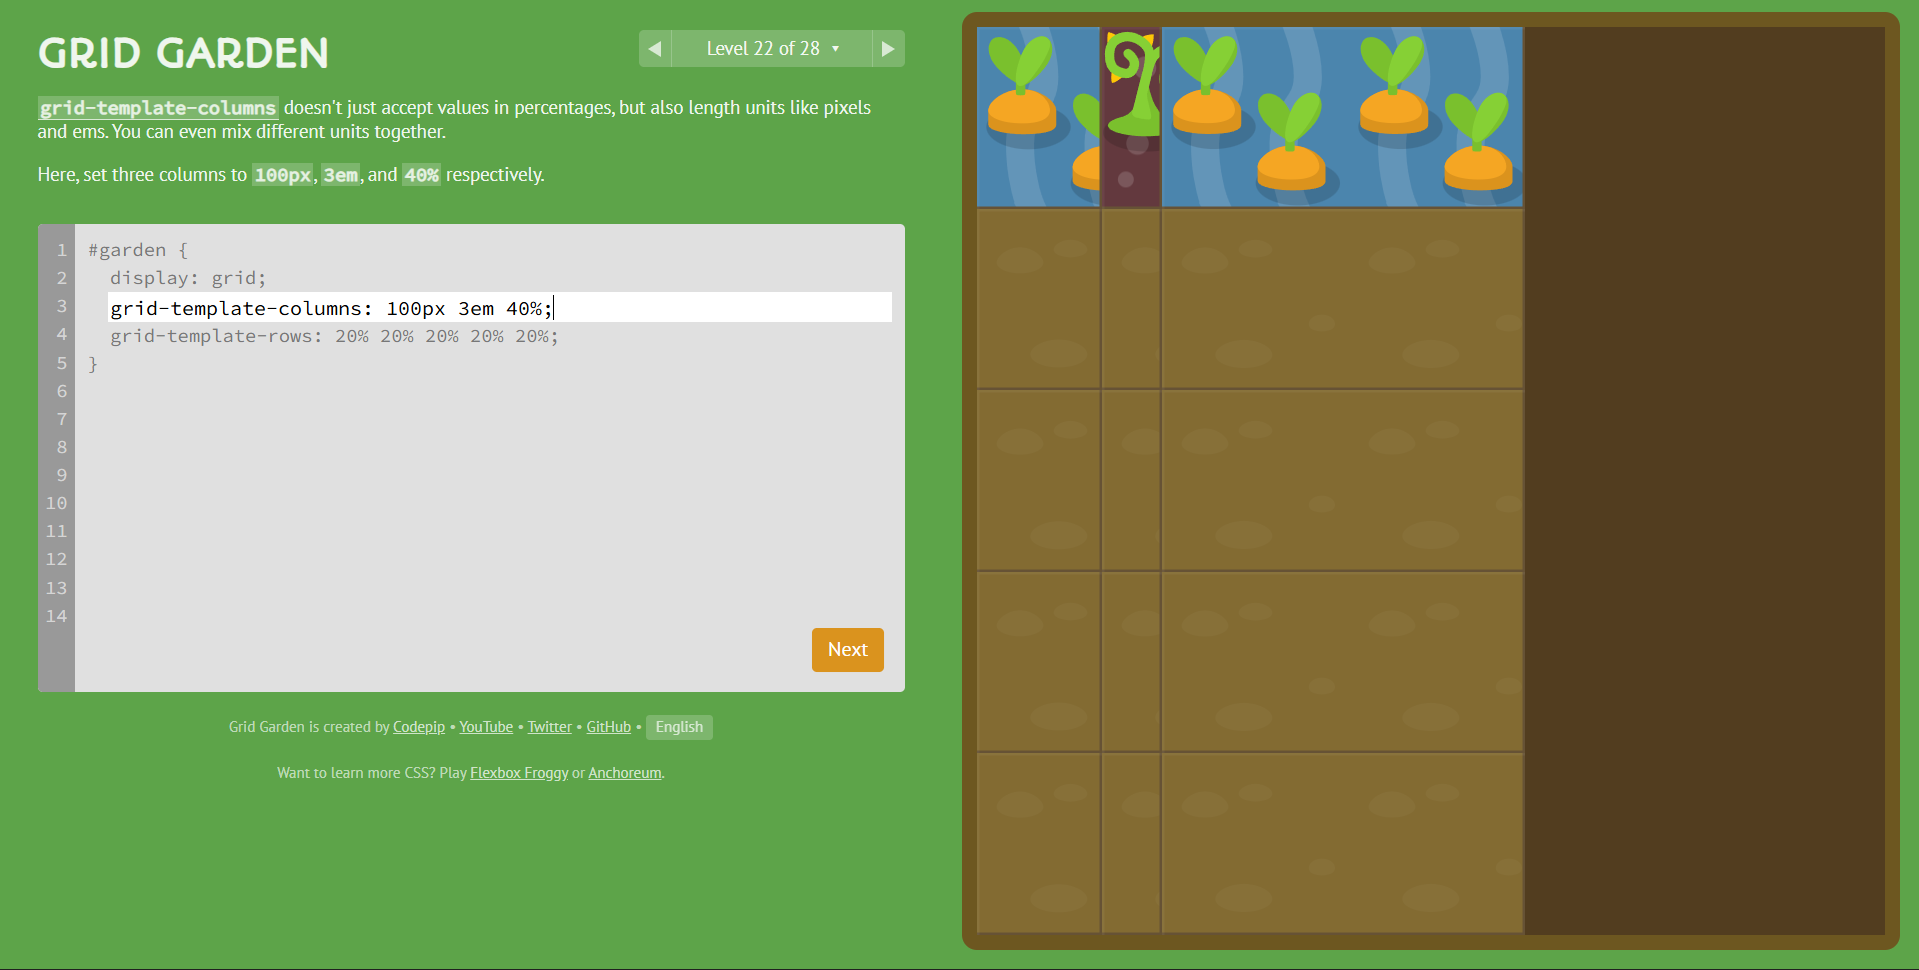 GRID GARDEN
◀ Level 22 of 28 ▾ ▶
grid-template-columns doesn't just accept values in percentages, but also length units like pixels
and ems. You can even mix different units together.
Here, set three columns to 100px, 3em, and 40% respectively.
1 #garden {
2 display: grid;
3 grid-template-columns: 100px 3em 40%;
4 grid-template-rows: 20% 20% 20% 20% 20%;
5 }
6
7
8
9
10
11
12
13
14
Next
Grid Garden is created by Codepip • YouTube • Twitter • GitHub • English
Want to learn more CSS? Play Flexbox Froggy or Anchoreum.